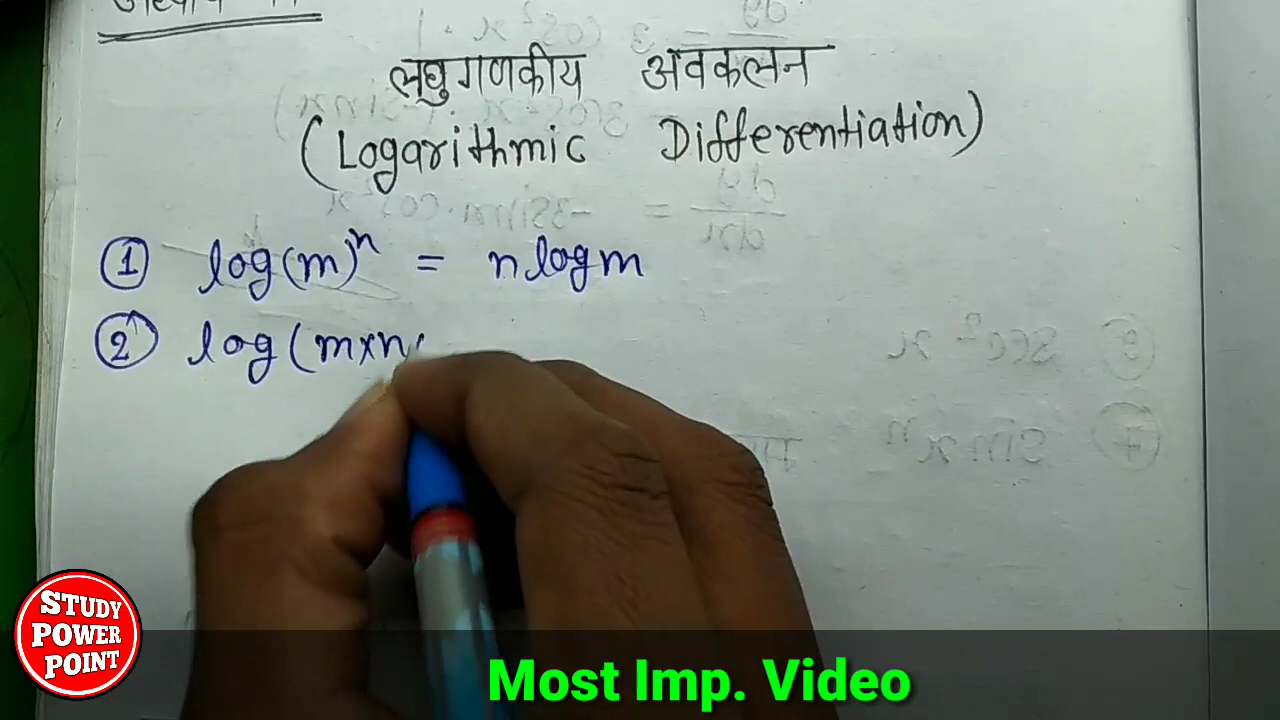 लघुगणकीय अवकलन
(Logarithmic Differentiation)
① log(m)ⁿ = n log m
② log(m×n
STUDY
POWER
POINT
Most Imp. Video